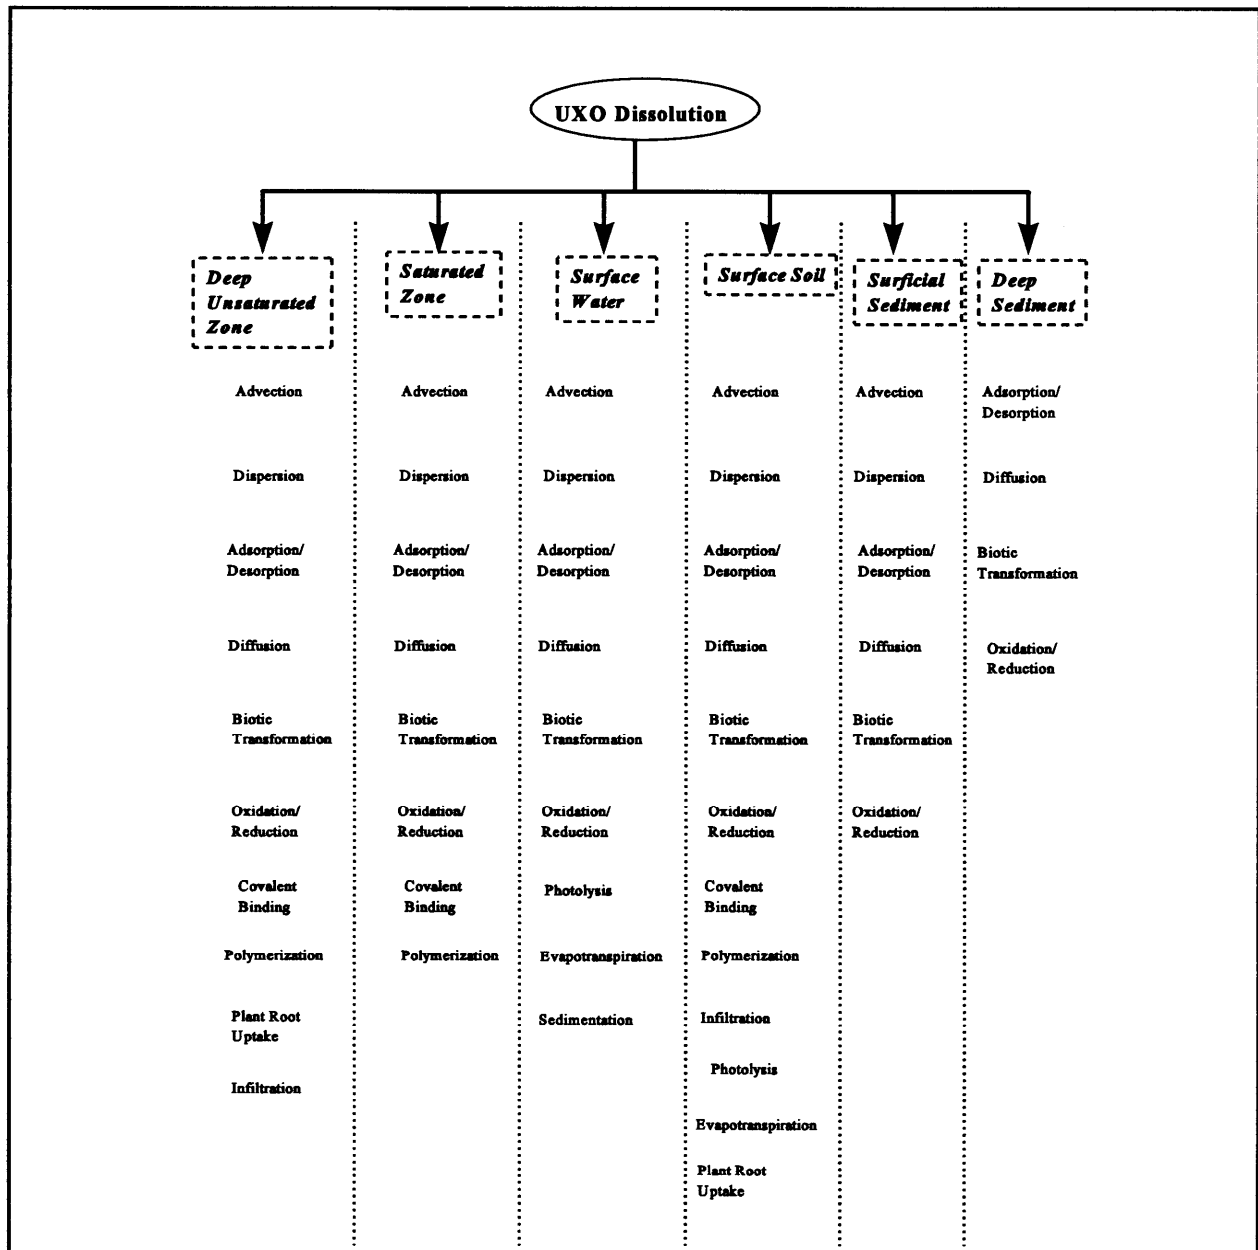 UXO Dissolution
Deep
Unsaturated
Zone
Saturated
Zone
Surface
Water
Surface Soil
Surficial
Sediment
Deep
Sediment
Advection
Dispersion
Adsorption/
Desorption
Diffusion
Biotic
Transformation
Oxidation/
Reduction
Covalent
Binding
Polymerization
Plant Root
Uptake
Infiltration
Advection
Dispersion
Adsorption/
Desorption
Diffusion
Biotic
Transformation
Oxidation/
Reduction
Covalent
Binding
Polymerization
Advection
Dispersion
Adsorption/
Desorption
Diffusion
Biotic
Transformation
Oxidation/
Reduction
Photolysis
Evapotranspiration
Sedimentation
Advection
Dispersion
Adsorption/
Desorption
Diffusion
Biotic
Transformation
Oxidation/
Reduction
Covalent
Binding
Polymerization
Infiltration
Photolysis
Evapotranspiration
Plant Root
Uptake
Advection
Dispersion
Adsorption/
Desorption
Diffusion
Biotic
Transformation
Oxidation/
Reduction
Adsorption/
Desorption
Diffusion
Biotic
Transformation
Oxidation/
Reduction